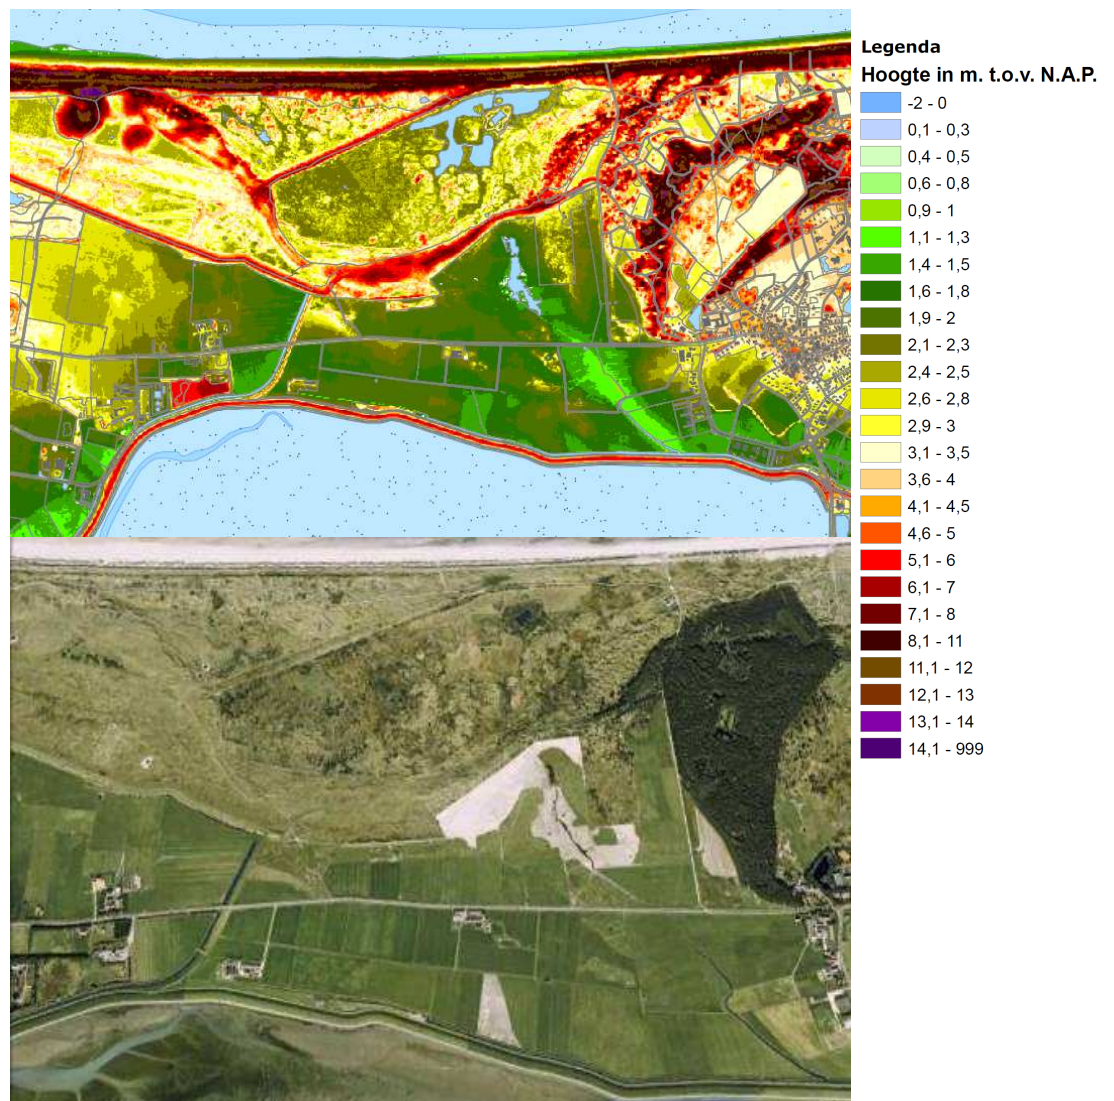 Legenda
Hoogte in m. t.o.v. N.A.P.
-2 - 0
0,1 - 0,3
0,4 - 0,5
0,6 - 0,8
0,9 - 1
1,1 - 1,3
1,4 - 1,5
1,6 - 1,8
1,9 - 2
2,1 - 2,3
2,4 - 2,5
2,6 - 2,8
2,9 - 3
3,1 - 3,5
3,6 - 4
4,1 - 4,5
4,6 - 5
5,1 - 6
6,1 - 7
7,1 - 8
8,1 - 11
11,1 - 12
12,1 - 13
13,1 - 14
14,1 - 999